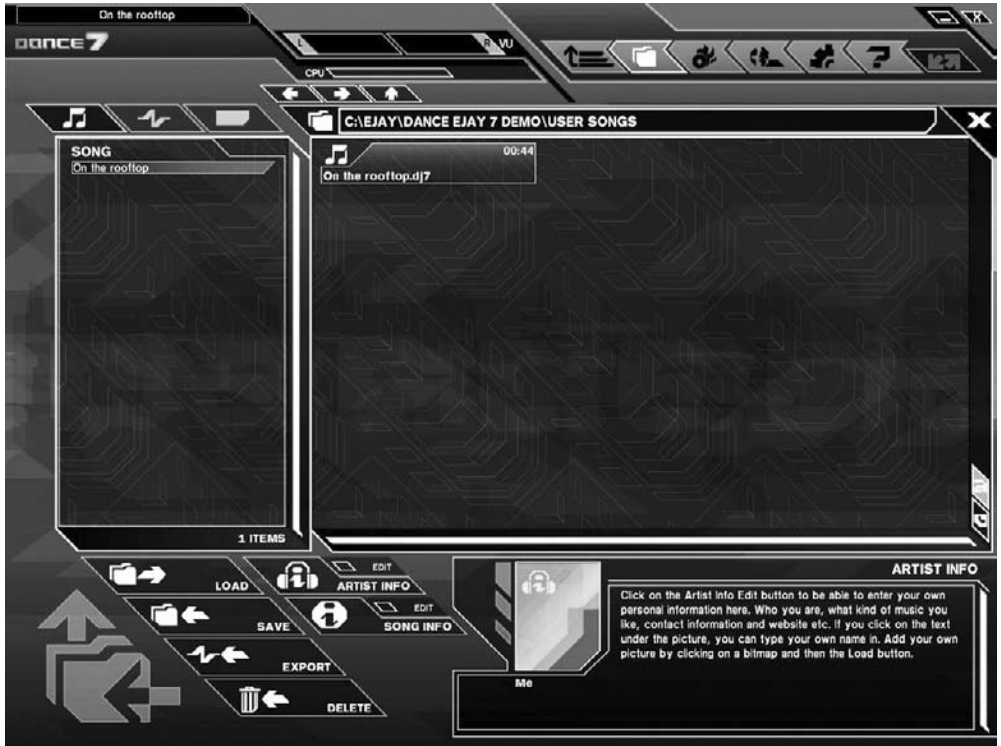 On the rooftop
DANCE 7
L
R VU
CPU
?
C:\EJAY\DANCE EJAY 7 DEMO\USER SONGS
X
SONG
On the rooftop
00:44
On the rooftop.dj7
1 ITEMS
LOAD
SAVE
EXPORT
DELETE
EDIT
ARTIST INFO
EDIT
SONG INFO
ARTIST INFO
Click on the Artist Info Edit button to be able to enter your own
personal information here. Who you are, what kind of music you
like, contact information and website etc. If you click on the text
under the picture, you can type your own name in. Add your own
picture by clicking on a bitmap and then the Load button.
Me